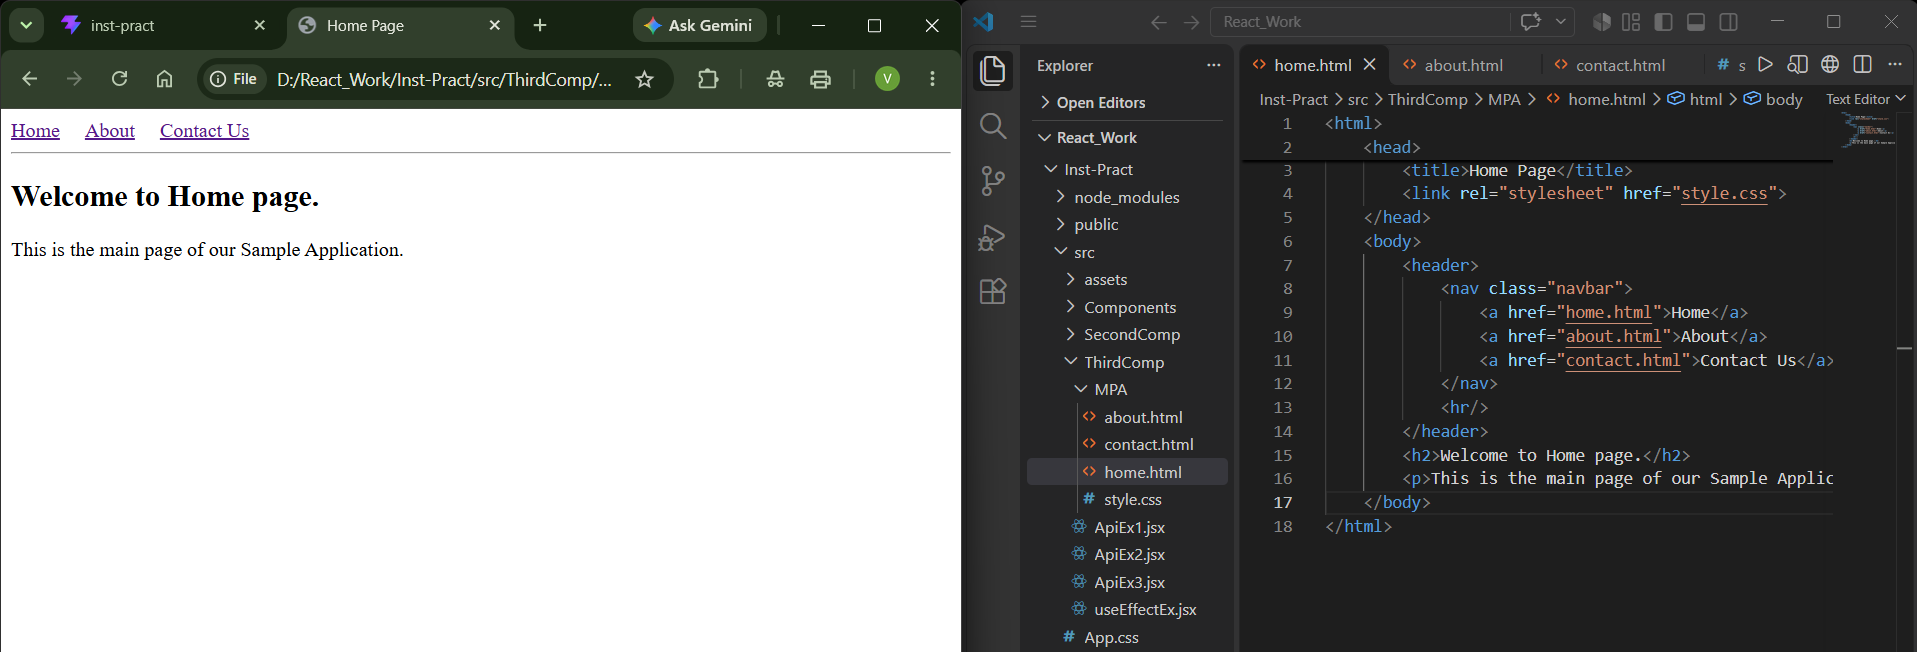 inst-pract
Home Page
Ask Gemini
File
D:/React_Work/Inst-Pract/src/ThirdComp/...
V
Home About Contact Us
Welcome to Home page.
This is the main page of our Sample Application.
React_Work
Explorer
Open Editors
React_Work
Inst-Pract
node_modules
public
src
assets
Components
SecondComp
ThirdComp
MPA
about.html
contact.html
home.html
# style.css
ApiEx1.jsx
ApiEx2.jsx
ApiEx3.jsx
useEffectEx.jsx
# App.css
<> home.html <> about.html <> contact.html # s
Inst-Pract > src > ThirdComp > MPA > <> home.html > html > body Text Editor
1 <html>
2 <head>
3 <title>Home Page</title>
4 <link rel="stylesheet" href="style.css">
5 </head>
6 <body>
7 <header>
8 <nav class="navbar">
9 <a href="home.html">Home</a>
10 <a href="about.html">About</a>
11 <a href="contact.html">Contact Us</a>
12 </nav>
13 <hr/>
14 </header>
15 <h2>Welcome to Home page.</h2>
16 <p>This is the main page of our Sample Applic
17 </body>
18 </html>